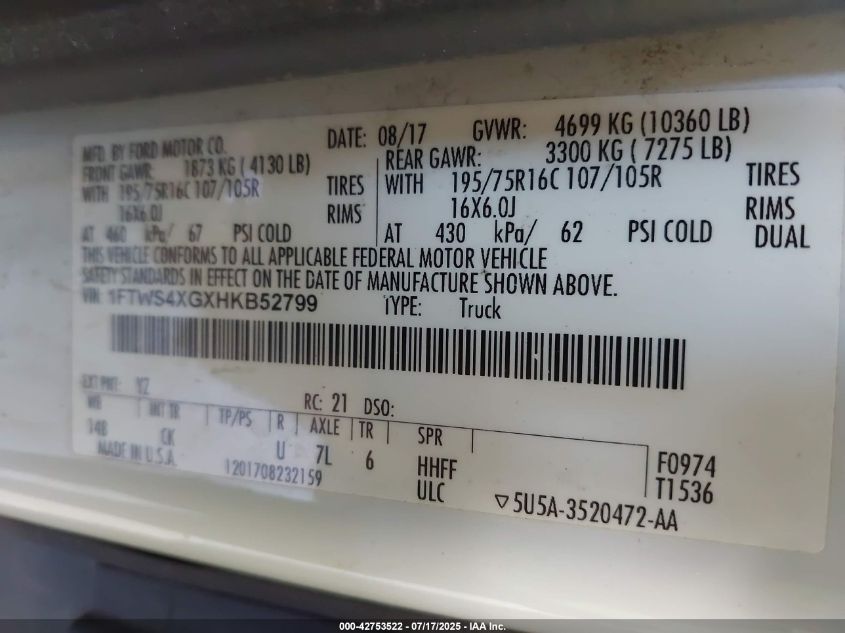 MFD. BY FORD MOTOR CO. DATE: 08/17 GVWR: 4699 KG (10360 LB)
FRONT GAWR: 1873 KG ( 4130 LB) REAR GAWR: 3300 KG ( 7275 LB)
WITH 195/75R16C 107/105R TIRES WITH 195/75R16C 107/105R TIRES
16X6.0J RIMS 16X6.0J RIMS
AT 460 kPa/ 67 PSI COLD AT 430 kPa/ 62 PSI COLD DUAL
THIS VEHICLE CONFORMS TO ALL APPLICABLE FEDERAL MOTOR VEHICLE
SAFETY STANDARDS IN EFFECT ON THE DATE OF MANUFACTURE SHOWN ABOVE.
VIN: 1FTWS4XGXHKB52799 TYPE: Truck
EXT PNT: YZ RC: 21 DSO:
WB INT TR TP/PS R AXLE TR SPR
148 CK U 7L 6 HHFF F0974
MADE IN U.S.A. 1201708232159 ULC T1536
5U5A-3520472-AA
000-42753522 - 07/17/2025 - IAA Inc.